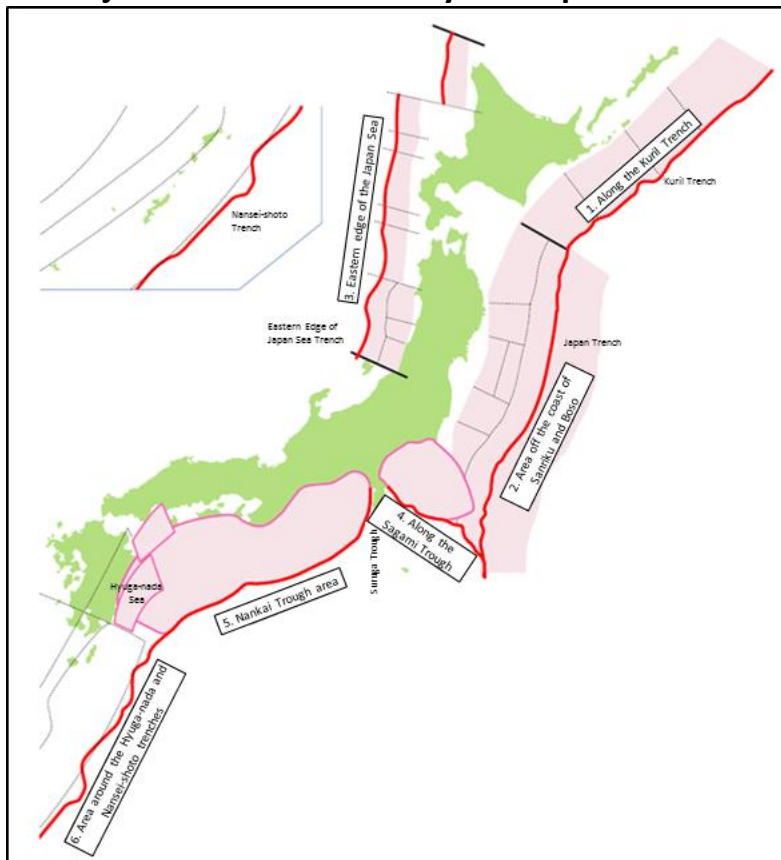 3. Eastern edge of the Japan Sea
1. Along the Kuril Trench
Kuril Trench
Nansei-shoto
Trench
Eastern Edge of
Japan Sea Trench
Japan Trench
2. Area off the coast of
Sanriku and Boso
4. Along the
Sagami Trough
Suruga Trough
5. Nankai Trough area
Hyuga-nada
Sea
6. Area around the Hyuga-nada and
Nansei-shoto trenches